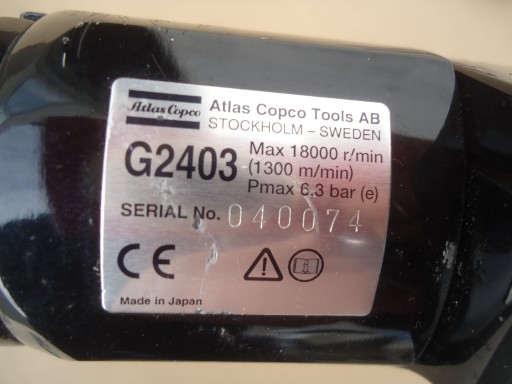 Atlas Copco
Atlas Copco Tools AB
STOCKHOLM – SWEDEN
G2403
Max 18000 r/min
(1300 m/min)
Pmax 6,3 bar (e)
SERIAL No. 040074
CE
Made in Japan